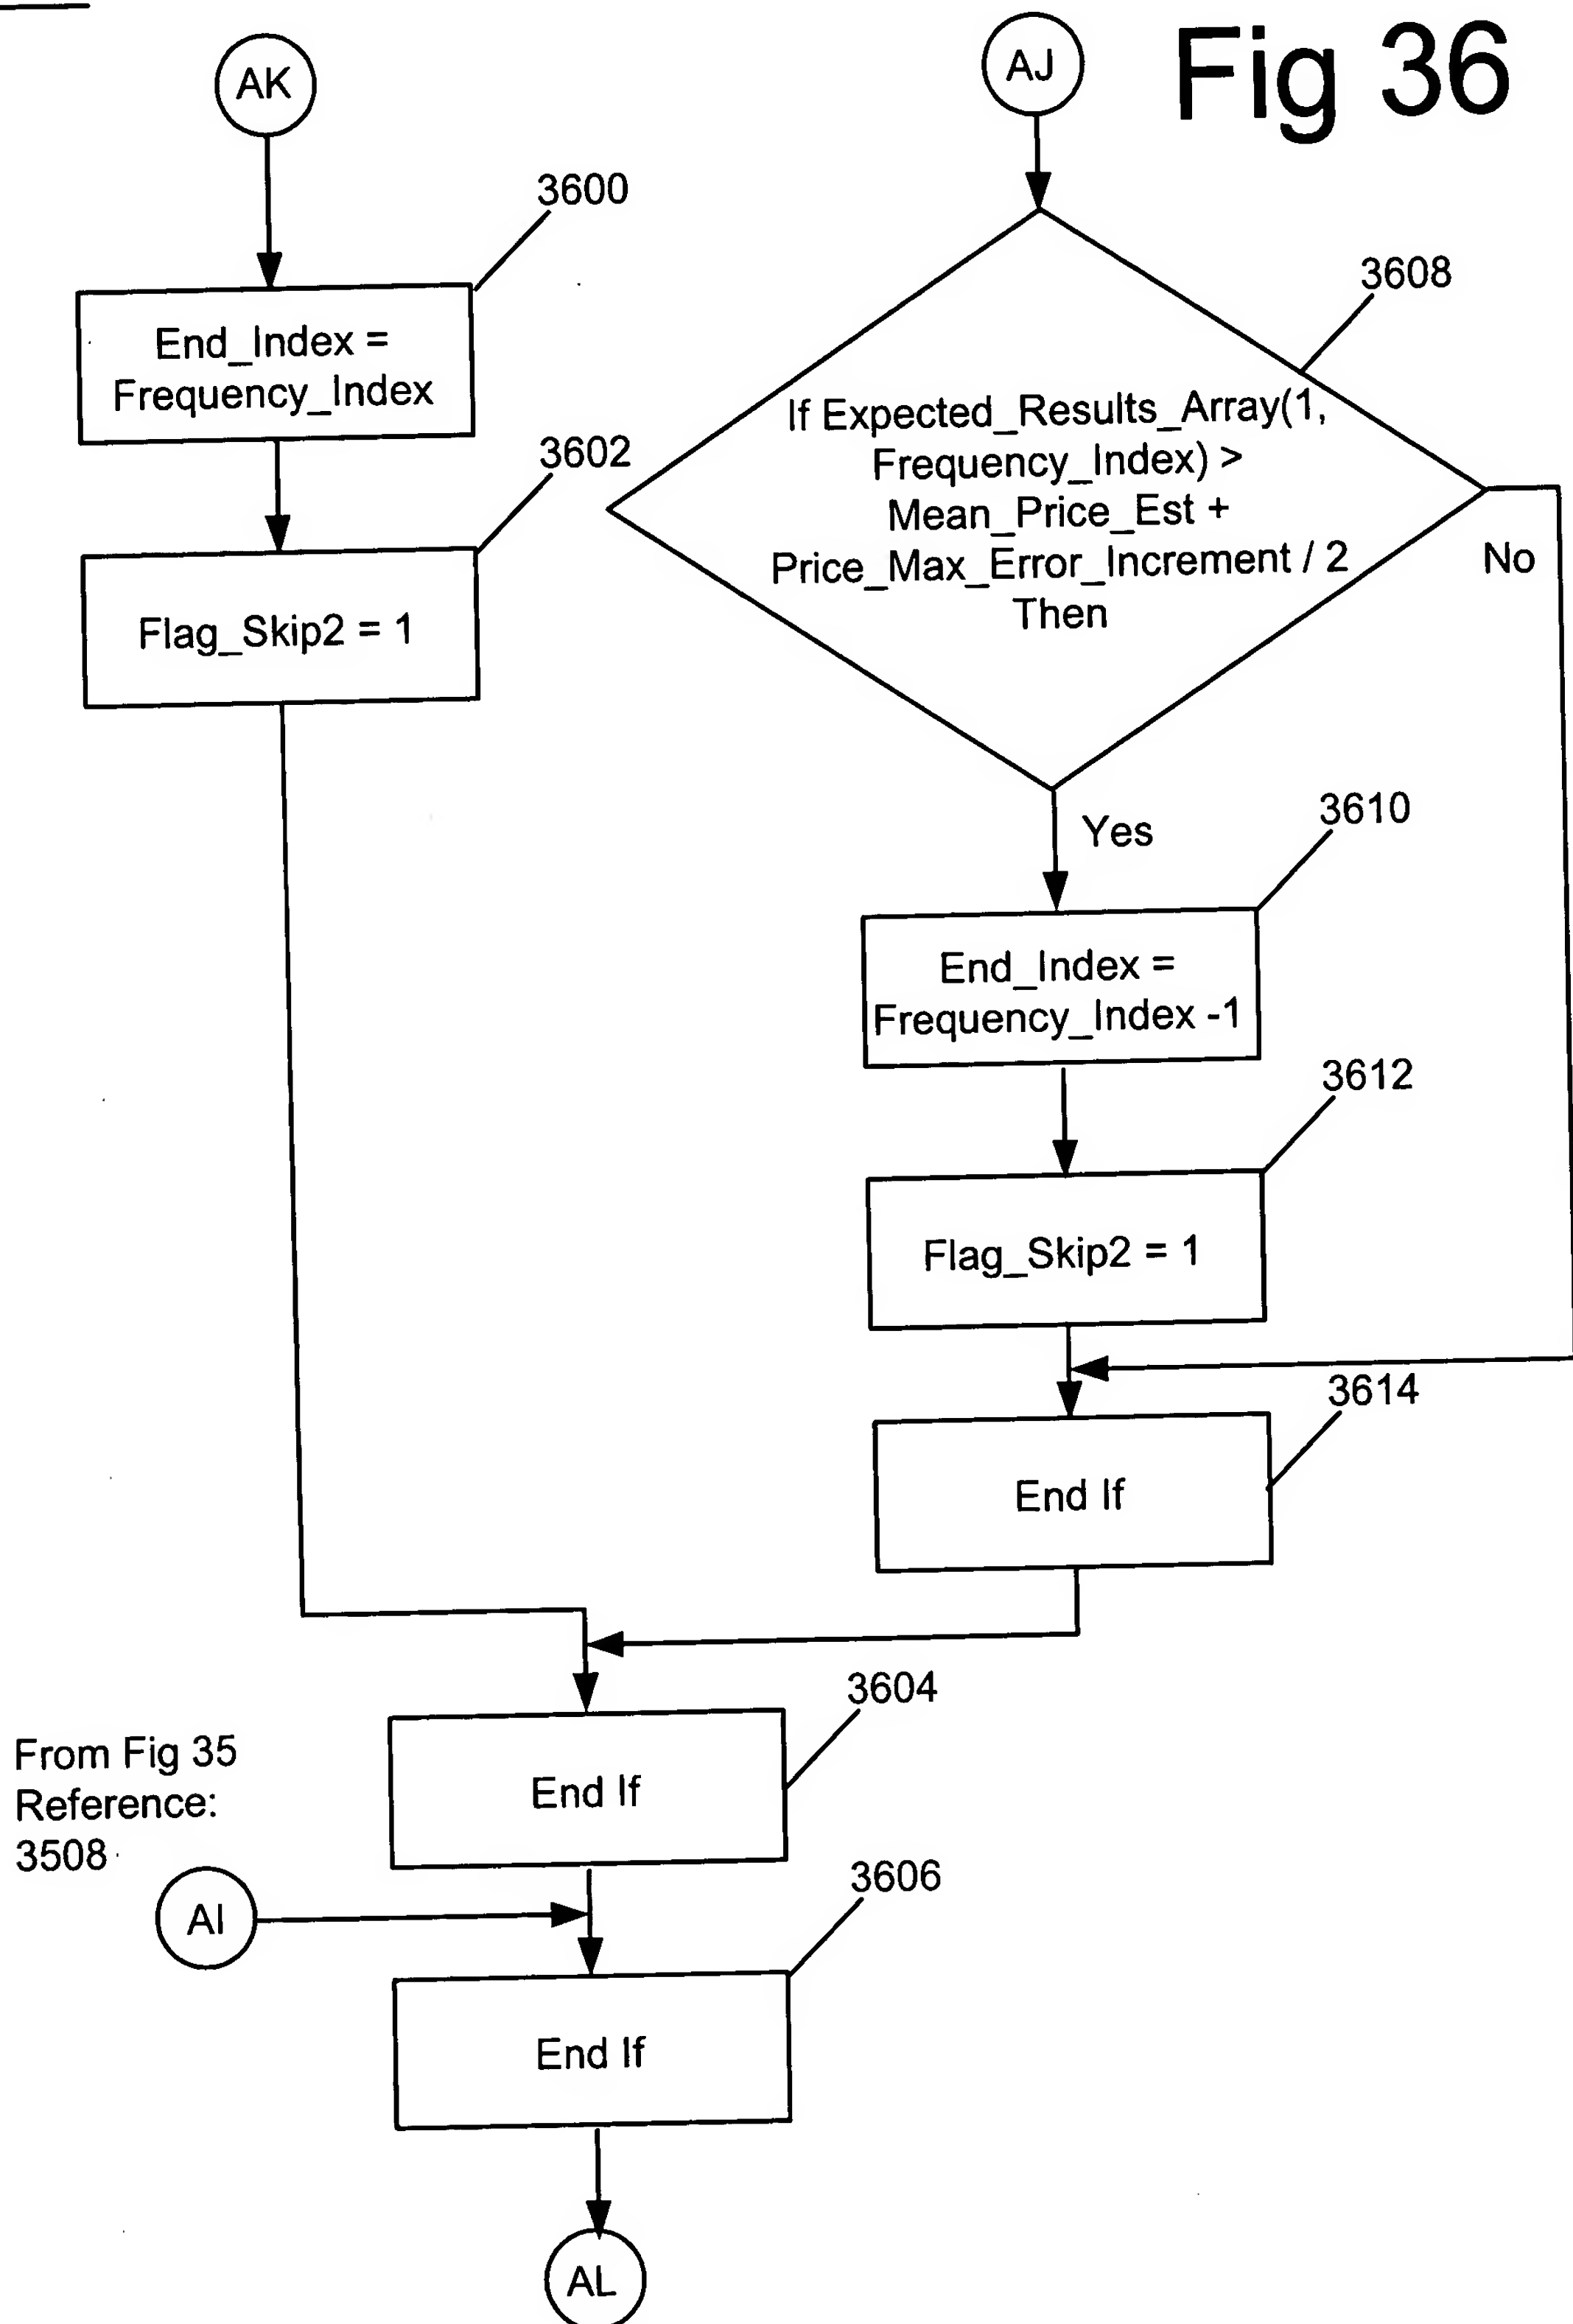 Fig 36
AK
3600
End_Index =
Frequency_Index
3602
Flag_Skip2 = 1
AJ
3608
If Expected_Results_Array(1,
Frequency_Index) >
Mean_Price_Est +
Price_Max_Error_Increment / 2
Then
No
Yes
3610
End_Index =
Frequency_Index -1
3612
Flag_Skip2 = 1
3614
End If
3604
End If
From Fig 35
Reference:
3508
AI
3606
End If
AL